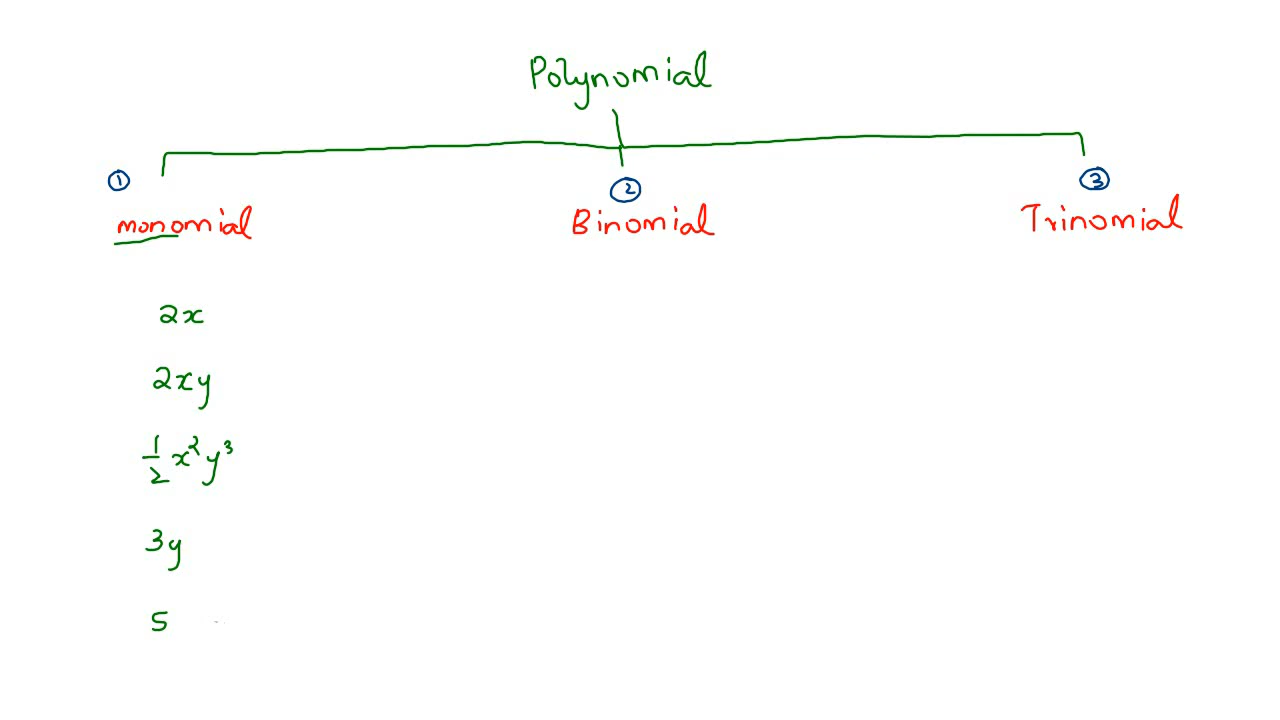 Polynomial
① ② ③
monomial Binomial Trinomial
2x
2xy
1/2 x²y³
3y
5